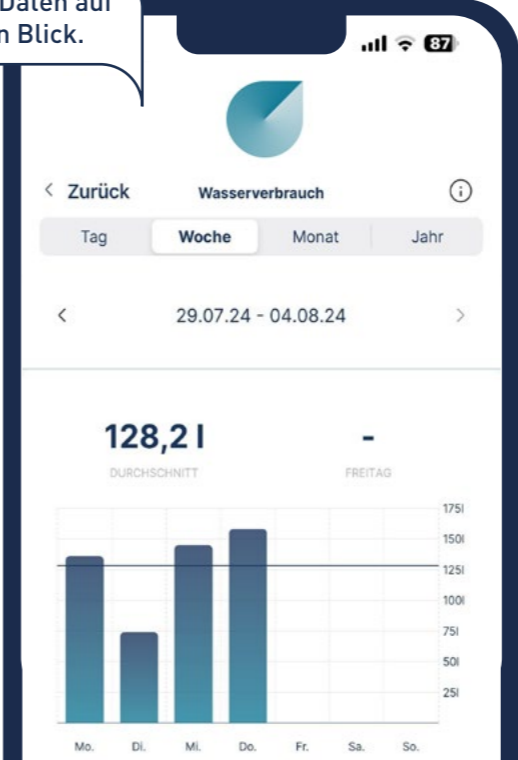 Daten auf
n Blick.
87
Zurück
Wasserverbrauch
Tag Woche Monat Jahr
29.07.24 - 04.08.24
128,2 l -
DURCHSCHNITT FREITAG
175l
150l
125l
100l
75l
50l
25l
Mo. Di. Mi. Do. Fr. Sa. So.